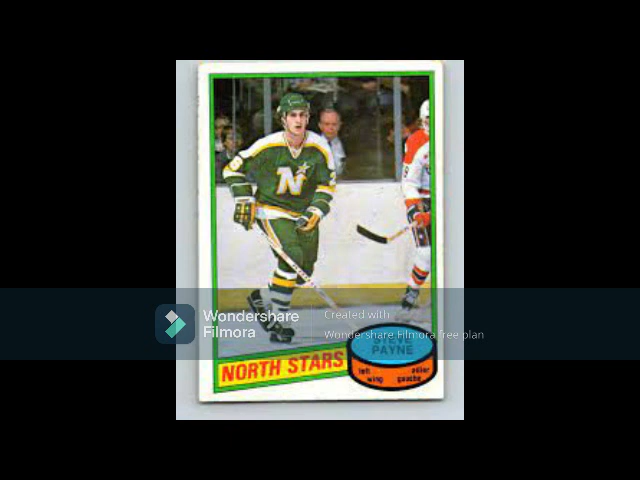 N
Wondershare
Filmora
Created with
Wondershare Filmora free plan
STEVE
PAYNE
NORTH STARS
left ailier
wing gauche